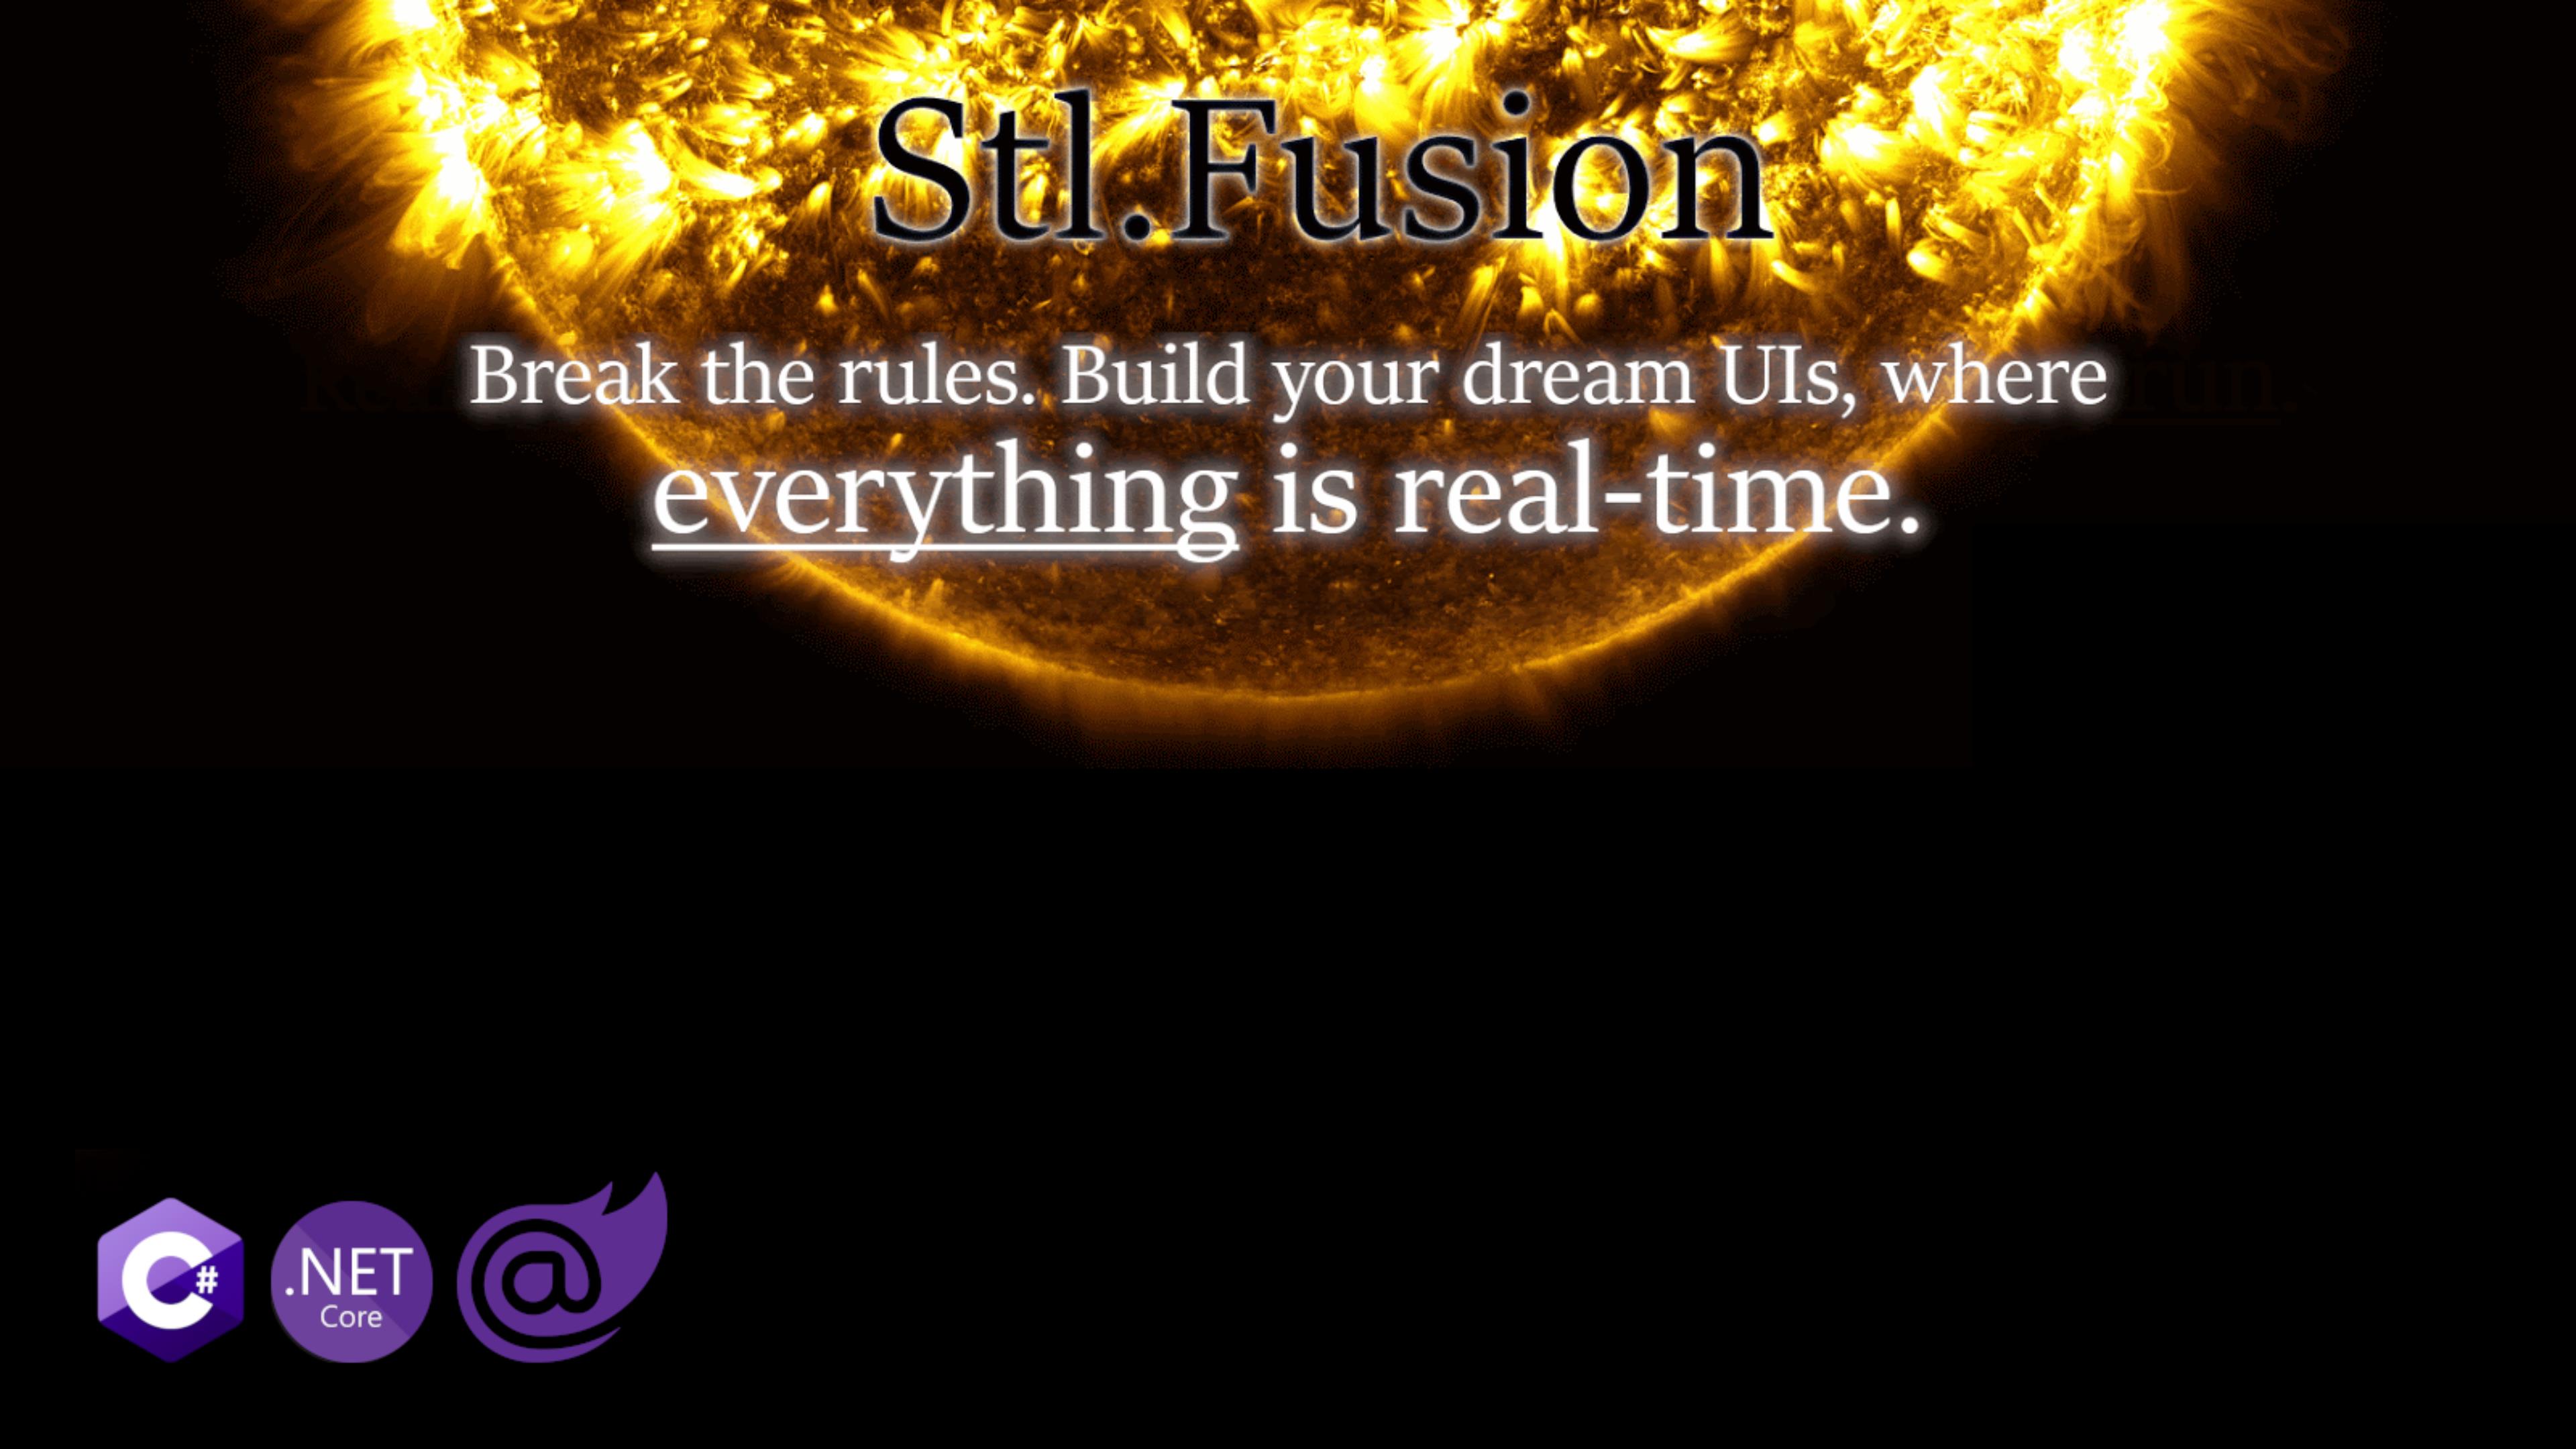 Stl.Fusion
Break the rules. Build your dream UIs, where
everything is real-time.
C#
.NET
Core
@